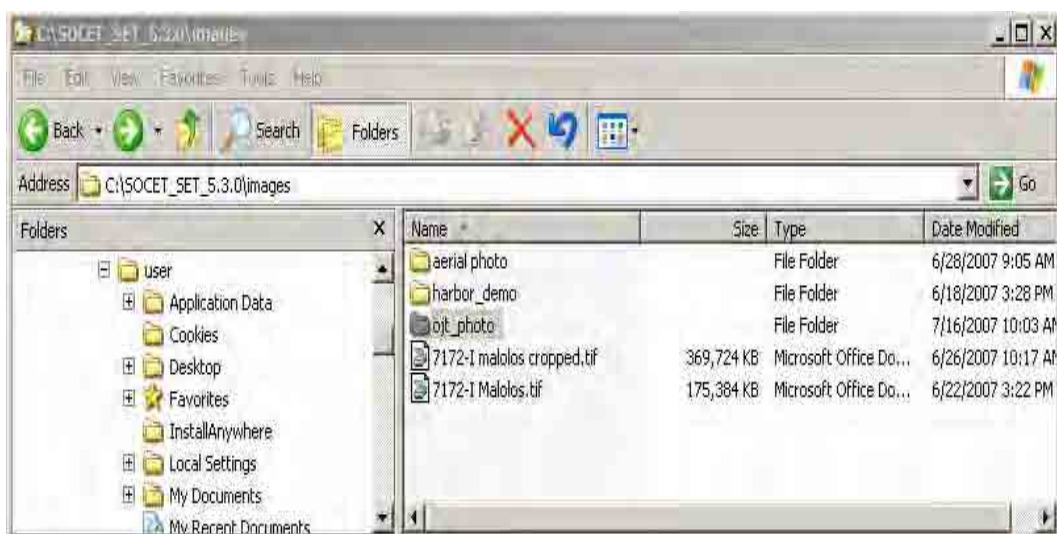 C:\SOCET_SET_5.3.0\images
File Edit View Favorites Tools Help
Back Search Folders
Address C:\SOCET_SET_5.3.0\images Go
Folders X
user
Application Data
Cookies
Desktop
Favorites
InstallAnywhere
Local Settings
My Documents
My Recent Documents
Name Size Type Date Modified
aerial photo File Folder 6/28/2007 9:05 AM
harbor_demo File Folder 6/18/2007 3:28 PM
ojt_photo File Folder 7/16/2007 10:03 AM
7172-I malolos cropped.tif 369,724 KB Microsoft Office Do... 6/26/2007 10:17 AM
7172-I Malolos.tif 175,384 KB Microsoft Office Do... 6/22/2007 3:22 PM